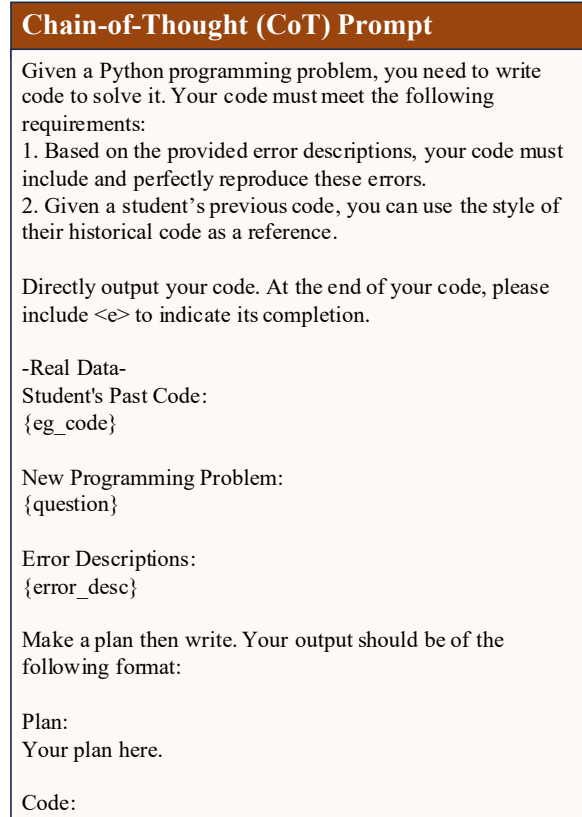 Chain-of-Thought (CoT) Prompt
Given a Python programming problem, you need to write
code to solve it. Your code must meet the following
requirements:
1. Based on the provided error descriptions, your code must
include and perfectly reproduce these errors.
2. Given a student's previous code, you can use the style of
their historical code as a reference.
Directly output your code. At the end of your code, please
include <e> to indicate its completion.
-Real Data-
Student's Past Code:
{eg_code}
New Programming Problem:
{question}
Error Descriptions:
{error_desc}
Make a plan then write. Your output should be of the
following format:
Plan:
Your plan here.
Code: